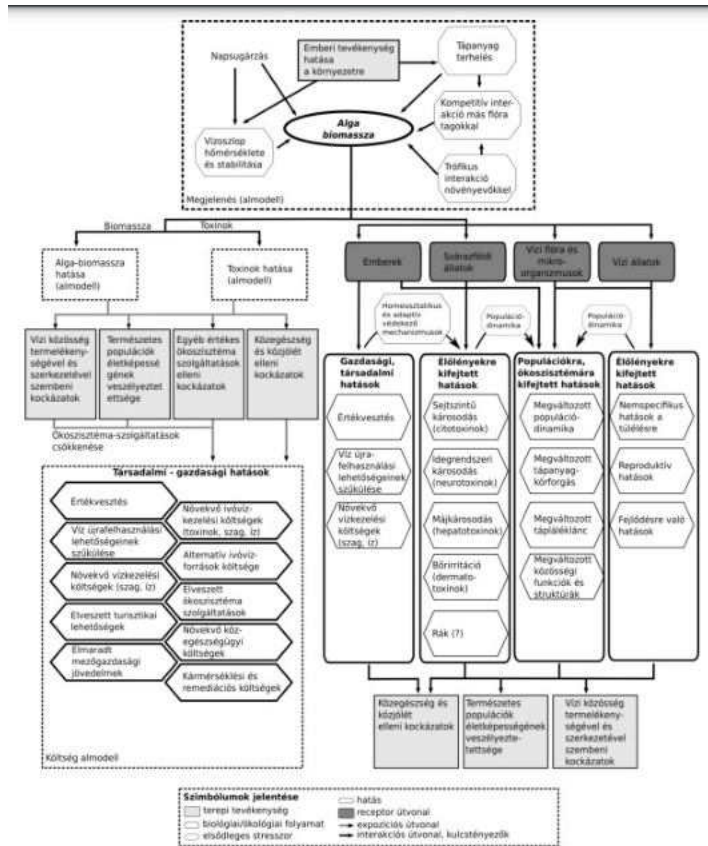 Napsugárzás
Emberi tevékenység
hatása
a környezetre
Tápanyag
terhelés
Alga
biomassza
Kompetitív inter-
akció más flóra
tagokkal
Vízoszlop
hőmérséklete
és stabilitása
Trófikus
interakció
növényevőkkel
Megjelenés (almodell)
Biomassza
Toxinok
Alga-biomassza
hatása
(almodell)
Toxinok hatása
(almodell)
Emberek
Szárazföldi
állatok
Vízi flóra és
mikro-
organizmusok
Vízi állatok
Homeosztatikus
és adaptív
védekező
mechanizmusok
Populáció-
dinamika
Populáció-
dinamika
Vízi közösség
termelékeny-
ségével és
szerkezetével
szembeni
kockázatok
Természetes
populációk
életképessé-
gének
veszélyeztet
ettsége
Egyéb értékes
ökoszisztéma
szolgáltatások
elleni
kockázatok
Közegészség
és közjólét
elleni
kockázatok
Ökoszisztéma-szolgáltatások
csökkenése
Társadalmi - gazdasági hatások
Értékvesztés
Víz újrafelhasználási
lehetőségeinek
szűkülése
Növekvő vízkezelési
költségek (szag, íz)
Elveszett turisztikai
lehetőségek
Elmaradt
mezőgazdasági
jövedelmek
Növekvő ivóvíz-
kezelési költségek
(toxinok, szag, íz)
Alternatív ivóvíz-
források költsége
Elveszett
ökoszisztéma
szolgáltatások
Növekvő köz-
egészségügyi
költségek
Kármérséklési és
remediációs költségek
Költség almodell
Gazdasági,
társadalmi
hatások
Értékvesztés
Víz újra-
felhasználási
lehetőségeinek
szűkülése
Növekvő
vízkezelési
költségek
(szag, íz)
Élőlényekre
kifejtett hatások
Sejtszintű
károsodás
(citotoxinok)
Idegrendszeri
károsodás
(neurotoxinok)
Májkárosodás
(hepatotoxinok)
Bőrirritáció
(dermalo-
toxinok)
Rák (?)
Populációkra,
ökoszisztémára
kifejtett hatások
Megváltozott
populáció-
dinamika
Megváltozott
tápanyag-
körforgás
Megváltozott
tápláléklánc
Megváltozott
közösségi
funkciók és
struktúrák
Élőlényekre
kifejtett
hatások
Nemspecifikus
hatások a
túlélésre
Reproduktív
hatások
Fejlődésre való
hatások
Közegészség és
közjólét
elleni kockázatok
Természetes
populációk
életképességének
veszélyezte-
tettsége
Vízi közösség
termelékeny-
ségével és
szerkezetével
szembeni
kockázatok
Szimbólumok jelentése
terepi tevékenység
biológiai/ökológiai folyamat
elsődleges stresszor
hatás
receptor útvonal
expozíciós útvonal
interakciós útvonal, kulcstényezők